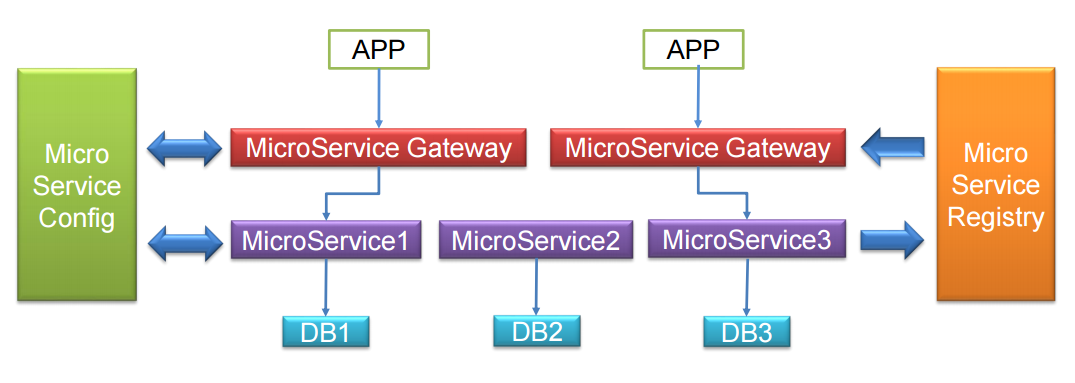 APP
APP
Micro
Service
Config
MicroService Gateway
MicroService Gateway
Micro
Service
Registry
MicroService1
MicroService2
MicroService3
DB1
DB2
DB3